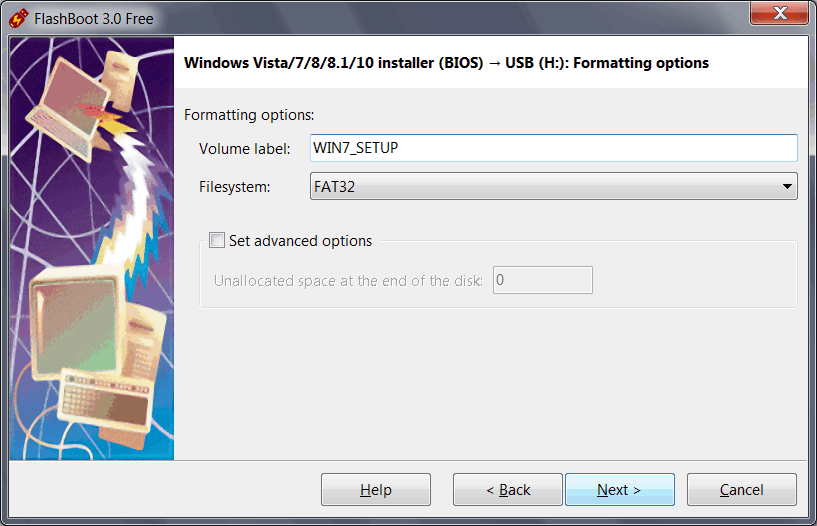 FlashBoot 3.0 Free
Windows Vista/7/8/8.1/10 installer (BIOS) → USB (H:): Formatting options
Formatting options:
Volume label: WIN7_SETUP
Filesystem: FAT32
Set advanced options
Unallocated space at the end of the disk: 0
Help < Back Next > Cancel